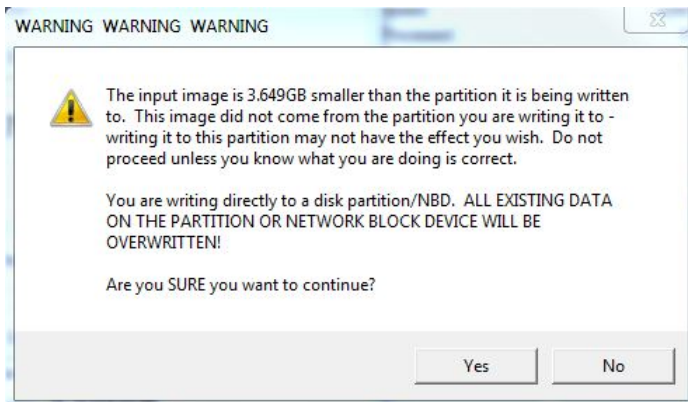 WARNING WARNING WARNING
The input image is 3.649GB smaller than the partition it is being written
to. This image did not come from the partition you are writing it to -
writing it to this partition may not have the effect you wish. Do not
proceed unless you know what you are doing is correct.
You are writing directly to a disk partition/NBD. ALL EXISTING DATA
ON THE PARTITION OR NETWORK BLOCK DEVICE WILL BE
OVERWRITTEN!
Are you SURE you want to continue?
Yes No